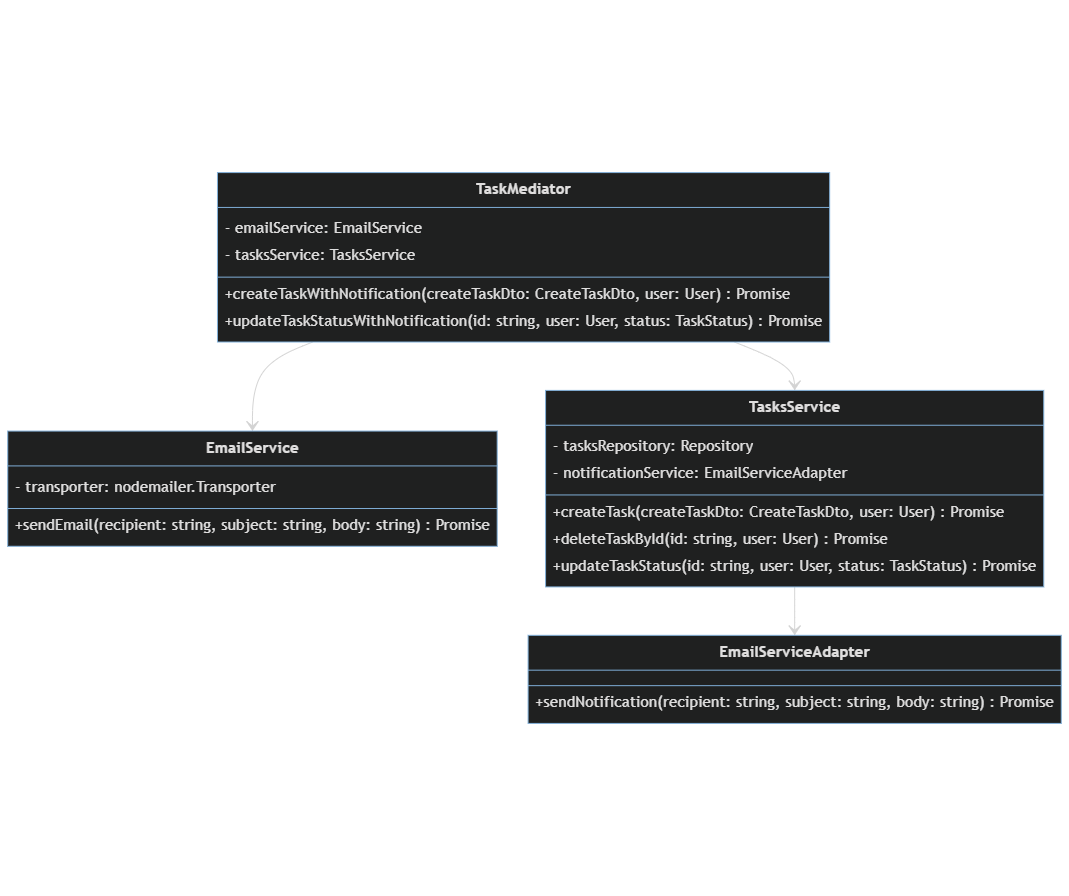 TaskMediator
- emailService: EmailService
- tasksService: TasksService
+createTaskWithNotification(createTaskDto: CreateTaskDto, user: User) : Promise
+updateTaskStatusWithNotification(id: string, user: User, status: TaskStatus) : Promise
EmailService
- transporter: nodemailer.Transporter
+sendEmail(recipient: string, subject: string, body: string) : Promise
TasksService
- tasksRepository: Repository
- notificationService: EmailServiceAdapter
+createTask(createTaskDto: CreateTaskDto, user: User) : Promise
+deleteTaskById(id: string, user: User) : Promise
+updateTaskStatus(id: string, user: User, status: TaskStatus) : Promise
EmailServiceAdapter
+sendNotification(recipient: string, subject: string, body: string) : Promise